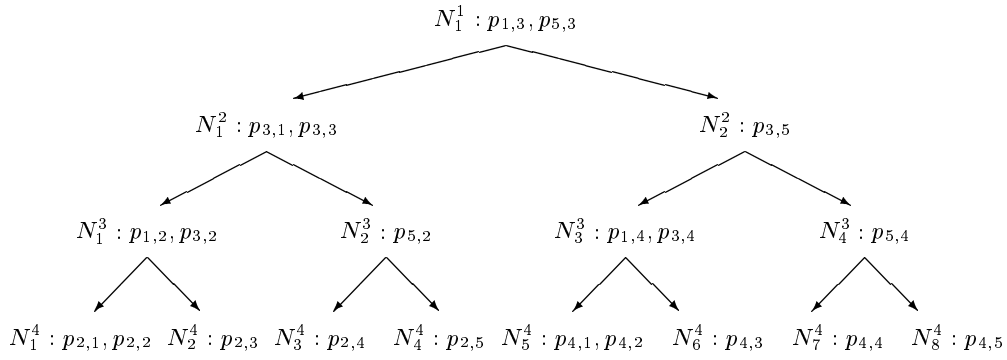 N_1^1 : p_{1,3}, p_{5,3}
N_1^2 : p_{3,1}, p_{3,3} N_2^2 : p_{3,5}
N_1^3 : p_{1,2}, p_{3,2} N_2^3 : p_{5,2} N_3^3 : p_{1,4}, p_{3,4} N_4^3 : p_{5,4}
N_1^4 : p_{2,1}, p_{2,2} N_2^4 : p_{2,3} N_3^4 : p_{2,4} N_4^4 : p_{2,5} N_5^4 : p_{4,1}, p_{4,2} N_6^4 : p_{4,3} N_7^4 : p_{4,4} N_8^4 : p_{4,5}